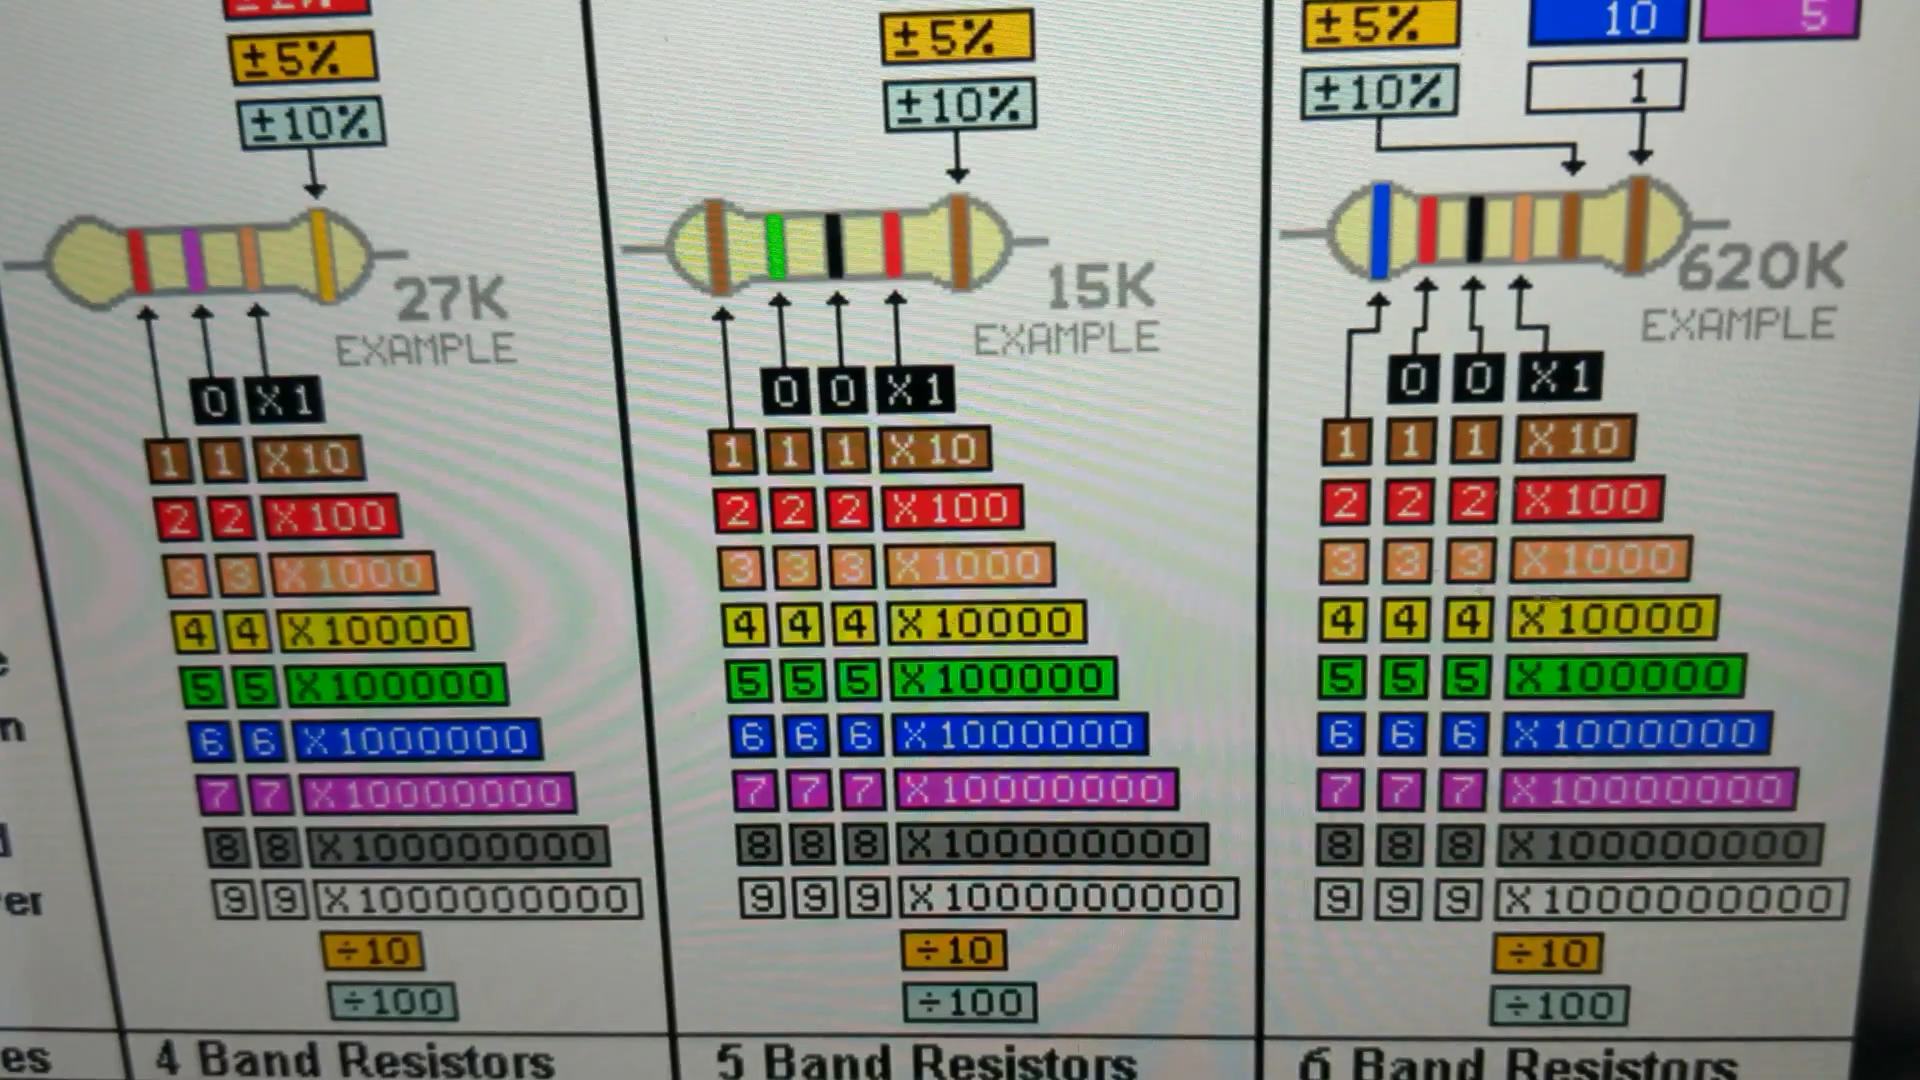 ±5%
±10%
27K
EXAMPLE
0 X1
1 1 X10
2 2 X100
3 3 X1000
4 4 X10000
5 5 X100000
6 6 X1000000
7 7 X10000000
8 8 X100000000
9 9 X1000000000
÷10
÷100
4 Band Resistors
±5%
±10%
15K
EXAMPLE
0 0 X1
1 1 1 X10
2 2 2 X100
3 3 3 X1000
4 4 4 X10000
5 5 5 X100000
6 6 6 X1000000
7 7 7 X10000000
8 8 8 X100000000
9 9 9 X1000000000
÷10
÷100
5 Band Resistors
±5% 10 5
±10% 1
620K
EXAMPLE
0 0 X1
1 1 1 X10
2 2 2 X100
3 3 3 X1000
4 4 4 X10000
5 5 5 X100000
6 6 6 X1000000
7 7 7 X10000000
8 8 8 X100000000
9 9 9 X1000000000
÷10
÷100
6 Band Resistors